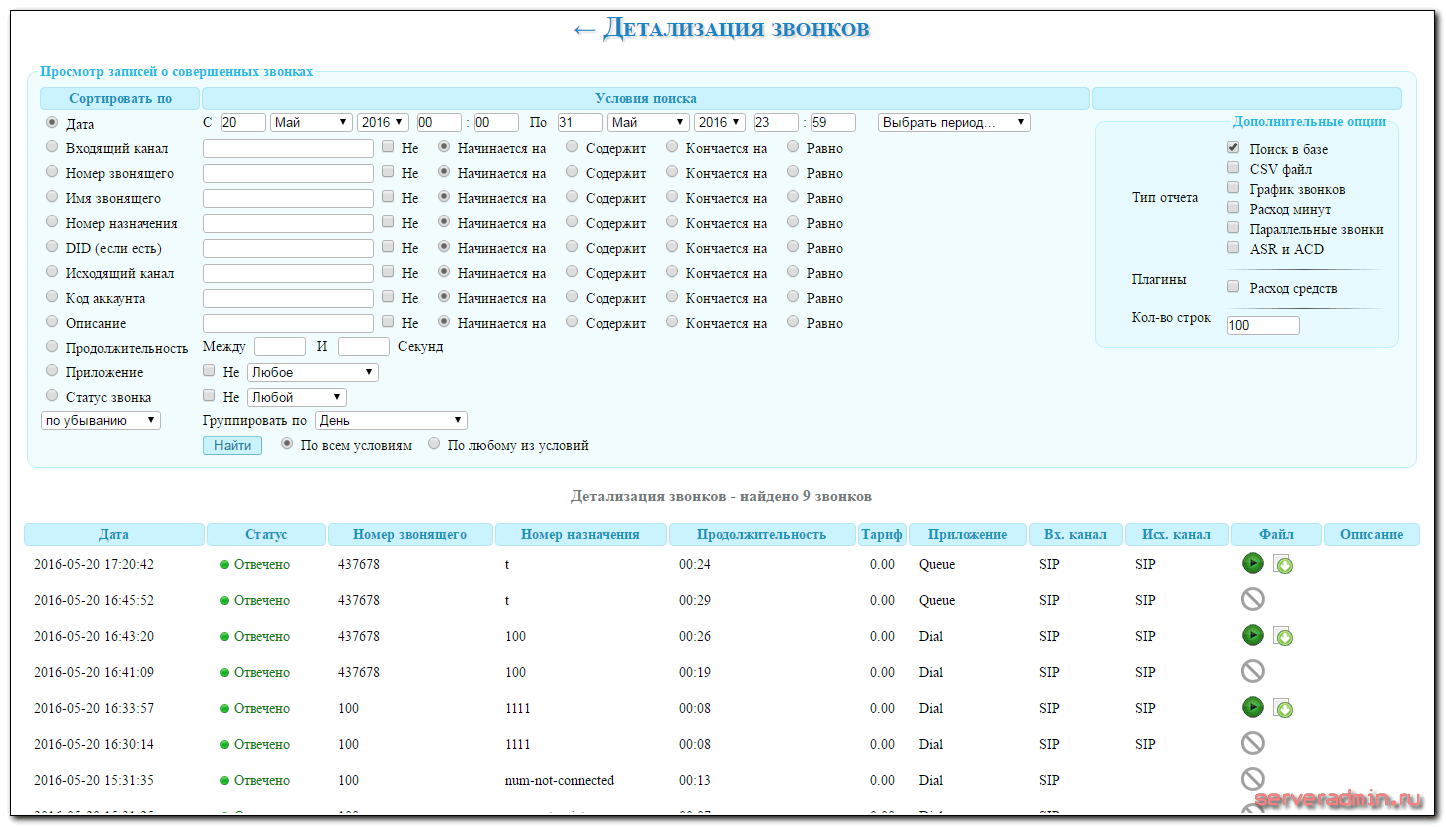 ← Детализация звонков
Просмотр записей о совершенных звонках
Сортировать по Условия поиска
Дата С 20 Май 2016 00 : 00 По 31 Май 2016 23 : 59 Выбрать период...
Входящий канал Не Начинается на Содержит Кончается на Равно
Номер звонящего Не Начинается на Содержит Кончается на Равно
Имя звонящего Не Начинается на Содержит Кончается на Равно
Номер назначения Не Начинается на Содержит Кончается на Равно
DID (если есть) Не Начинается на Содержит Кончается на Равно
Исходящий канал Не Начинается на Содержит Кончается на Равно
Код аккаунта Не Начинается на Содержит Кончается на Равно
Описание Не Начинается на Содержит Кончается на Равно
Продолжительность Между И Секунд
Приложение Не Любое
Статус звонка Не Любой
по убыванию Группировать по День
Найти По всем условиям По любому из условий
Дополнительные опции
Тип отчета
Поиск в базе
CSV файл
График звонков
Расход минут
Параллельные звонки
ASR и ACD
Плагины Расход средств
Кол-во строк 100
Детализация звонков - найдено 9 звонков
Дата Статус Номер звонящего Номер назначения Продолжительность Тариф Приложение Вх. канал Исх. канал Файл Описание
2016-05-20 17:20:42 Отвечено 437678 t 00:24 0.00 Queue SIP SIP
2016-05-20 16:45:52 Отвечено 437678 t 00:29 0.00 Queue SIP SIP
2016-05-20 16:43:20 Отвечено 437678 100 00:26 0.00 Dial SIP SIP
2016-05-20 16:41:09 Отвечено 437678 100 00:19 0.00 Dial SIP SIP
2016-05-20 16:33:57 Отвечено 100 1111 00:08 0.00 Dial SIP SIP
2016-05-20 16:30:14 Отвечено 100 1111 00:08 0.00 Dial SIP SIP
2016-05-20 15:31:35 Отвечено 100 num-not-connected 00:13 0.00 Dial SIP
serveradmin.ru